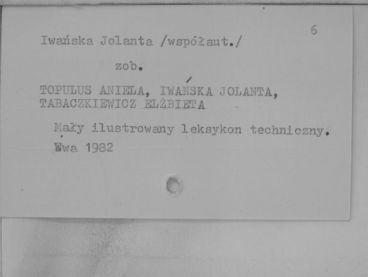 6
Iwańska Jolanta /współaut./
zob.
TOPULUS ANIELA, IWAŃSKA JOLANTA,
TABACZKIEWICZ ELŻBIETA
Mały ilustrowany leksykon techniczny.
Wwa 1982